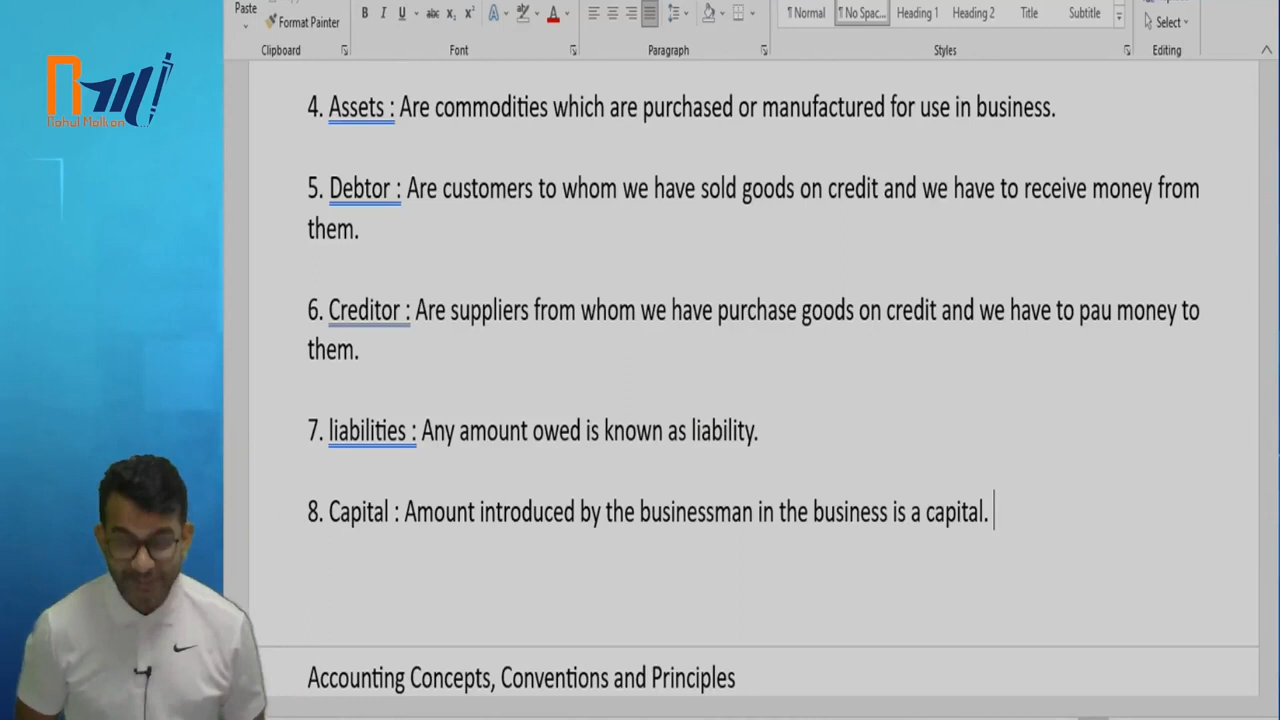 Paste
Format Painter
B I U abc x₂ x² A A
Normal No Spac... Heading 1 Heading 2 Title Subtitle
Select
Clipboard Font Paragraph Styles Editing
Rahul Malkan
4. Assets : Are commodities which are purchased or manufactured for use in business.
5. Debtor : Are customers to whom we have sold goods on credit and we have to receive money from
them.
6. Creditor : Are suppliers from whom we have purchase goods on credit and we have to pau money to
them.
7. liabilities : Any amount owed is known as liability.
8. Capital : Amount introduced by the businessman in the business is a capital.
Accounting Concepts, Conventions and Principles